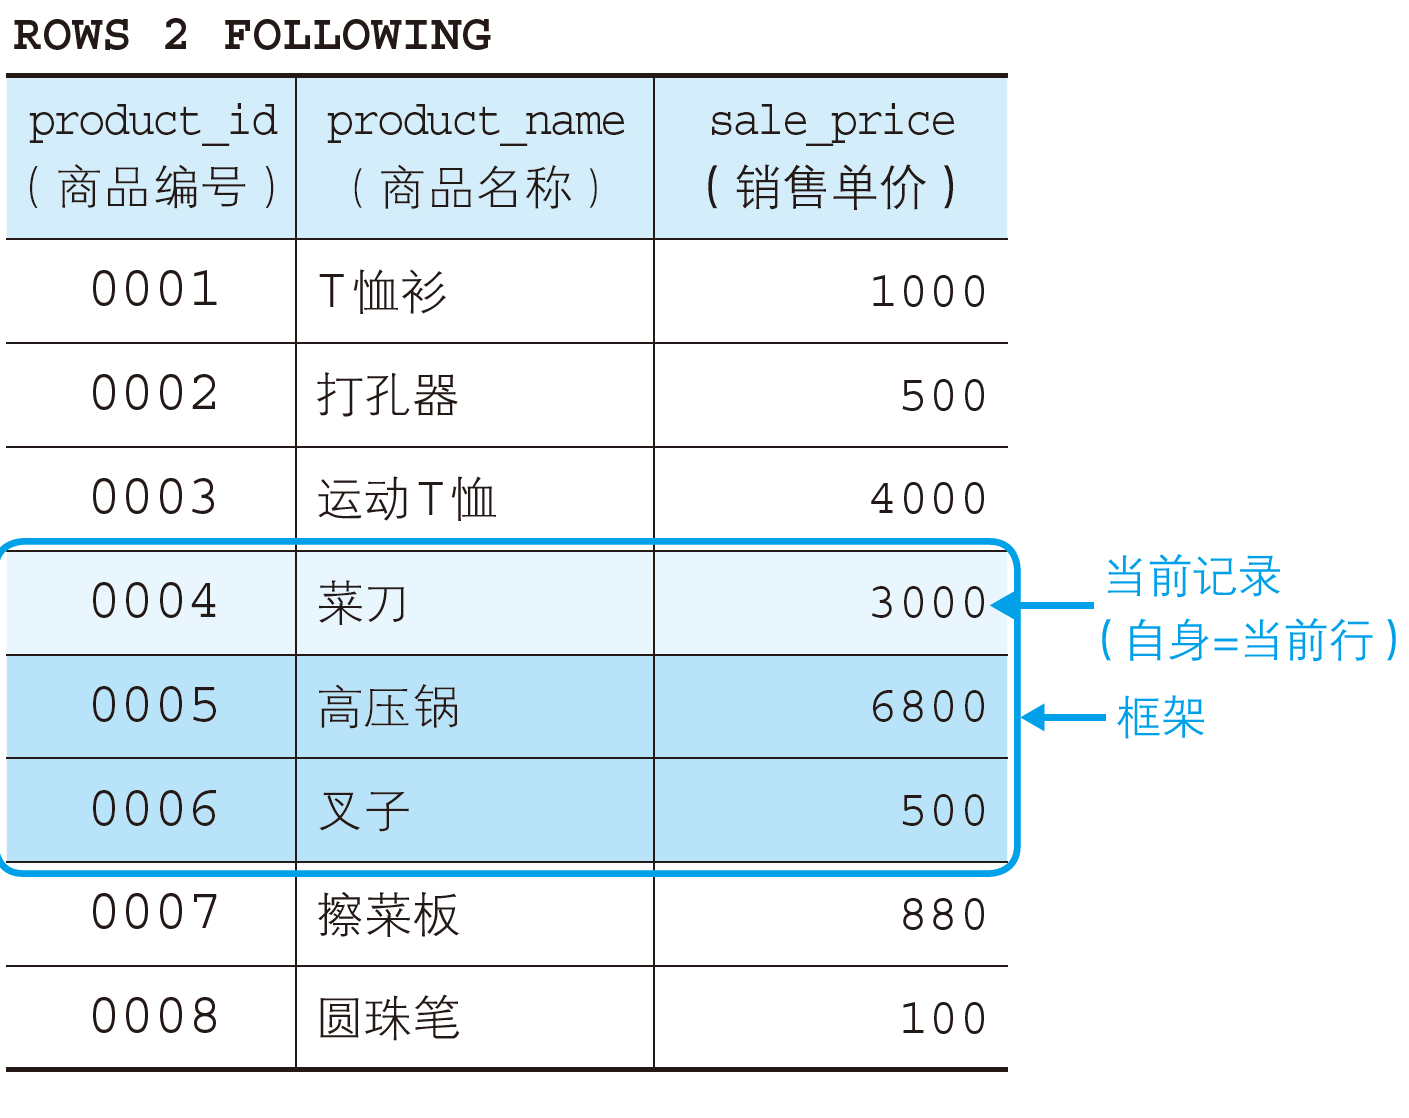 ROWS 2 FOLLOWING
product_id product_name sale_price
（商品编号） （商品名称） （销售单价）
0001 T恤衫 1000
0002 打孔器 500
0003 运动T恤 4000
0004 菜刀 3000
当前记录
（自身=当前行）
0005 高压锅 6800
框架
0006 叉子 500
0007 擦菜板 880
0008 圆珠笔 100